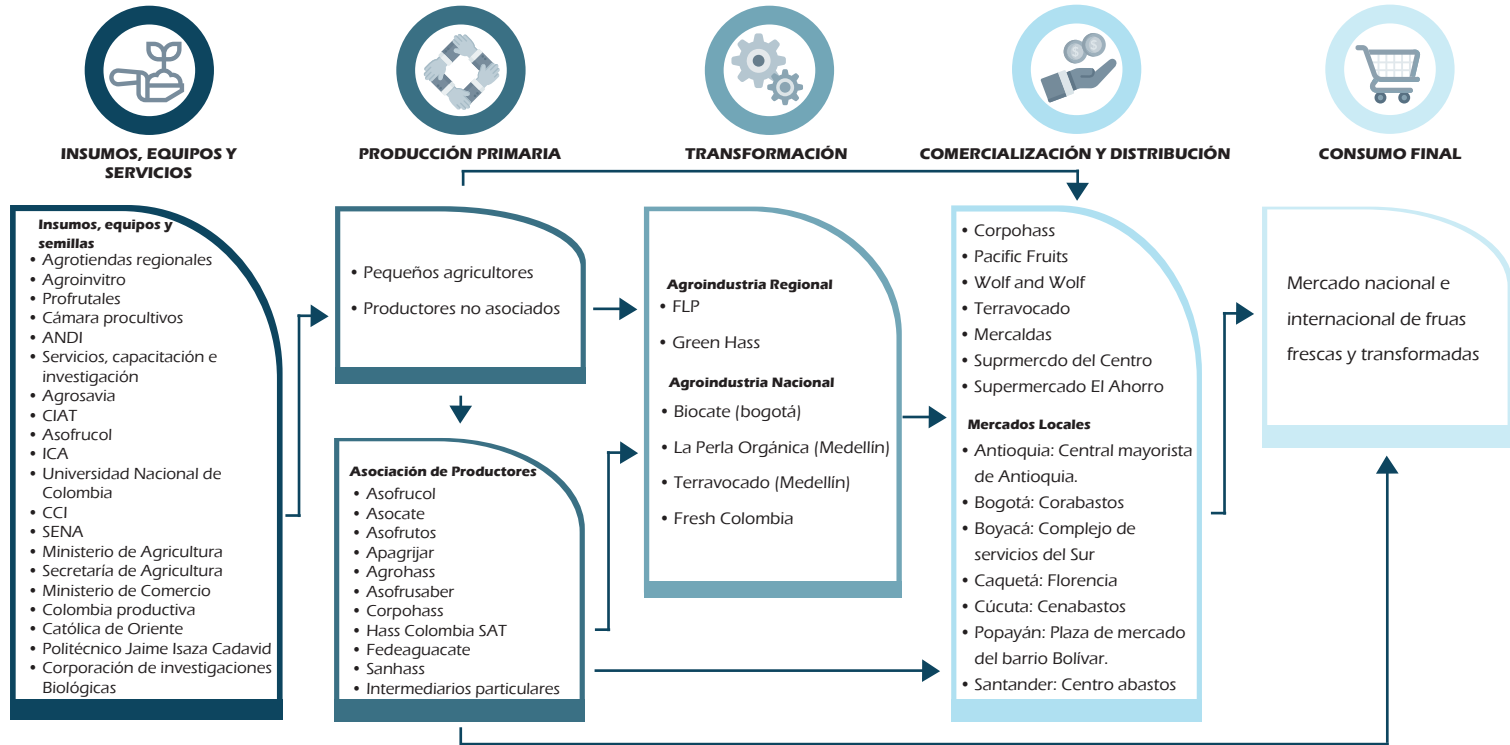 INSUMOS, EQUIPOS Y
SERVICIOS
PRODUCCIÓN PRIMARIA
TRANSFORMACIÓN
COMERCIALIZACIÓN Y DISTRIBUCIÓN
CONSUMO FINAL
Insumos, equipos y
semillas
• Agrotiendas regionales
• Agroinvitro
• Profrutales
• Cámara procultivos
• ANDI
• Servicios, capacitación e
investigación
• Agrosavia
• CIAT
• Asofrucol
• ICA
• Universidad Nacional de
Colombia
• CCI
• SENA
• Ministerio de Agricultura
• Secretaría de Agricultura
• Ministerio de Comercio
• Colombia productiva
• Católica de Oriente
• Politécnico Jaime Isaza Cadavid
• Corporación de investigaciones
Biológicas
• Pequeños agricultores
• Productores no asociados
Asociación de Productores
• Asofrucol
• Asocate
• Asofrutos
• Apagrijar
• Agrohass
• Asofrusaber
• Corpohass
• Hass Colombia SAT
• Fedeaguacate
• Sanhass
• Intermediarios particulares
Agroindustria Regional
• FLP
• Green Hass
Agroindustria Nacional
• Biocate (bogotá)
• La Perla Orgánica (Medellín)
• Terravocado (Medellín)
• Fresh Colombia
• Corpohass
• Pacific Fruits
• Wolf and Wolf
• Terravocado
• Mercaldas
• Suprmercdo del Centro
• Supermercado El Ahorro
Mercados Locales
• Antioquia: Central mayorista
de Antioquia.
• Bogotá: Corabastos
• Boyacá: Complejo de
servicios del Sur
• Caquetá: Florencia
• Cúcuta: Cenabastos
• Popayán: Plaza de mercado
del barrio Bolívar.
• Santander: Centro abastos
Mercado nacional e
internacional de fruas
frescas y transformadas